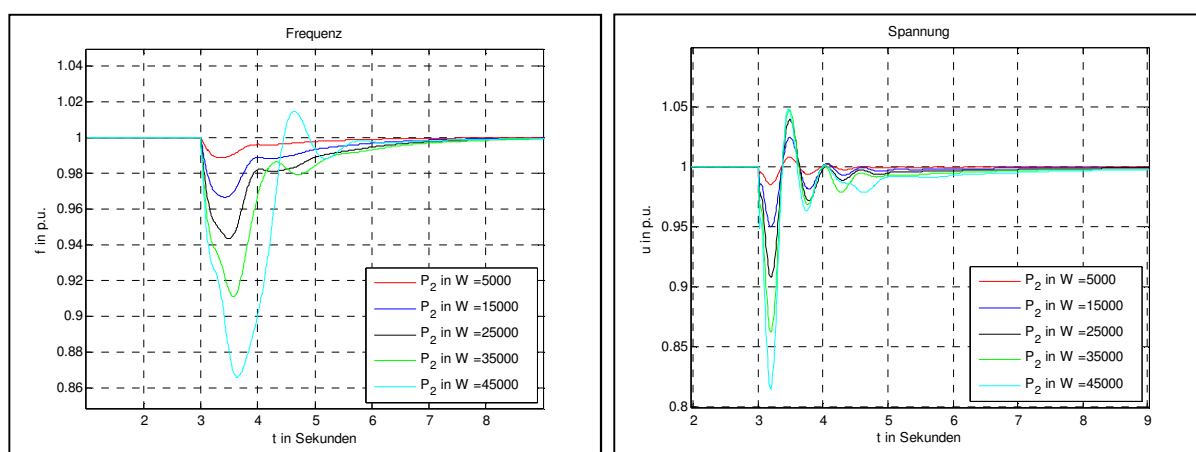 Frequenz
1.04
1.02
1
0.98
0.96
0.94
0.92
0.9
0.88
0.86
f in p.u.
2 3 4 5 6 7 8
t in Sekunden
P2 in W =5000
P2 in W =15000
P2 in W =25000
P2 in W =35000
P2 in W =45000
Spannung
1.05
1
0.95
0.9
0.85
0.8
u in p.u.
2 3 4 5 6 7 8 9
t in Sekunden
P2 in W =5000
P2 in W =15000
P2 in W =25000
P2 in W =35000
P2 in W =45000